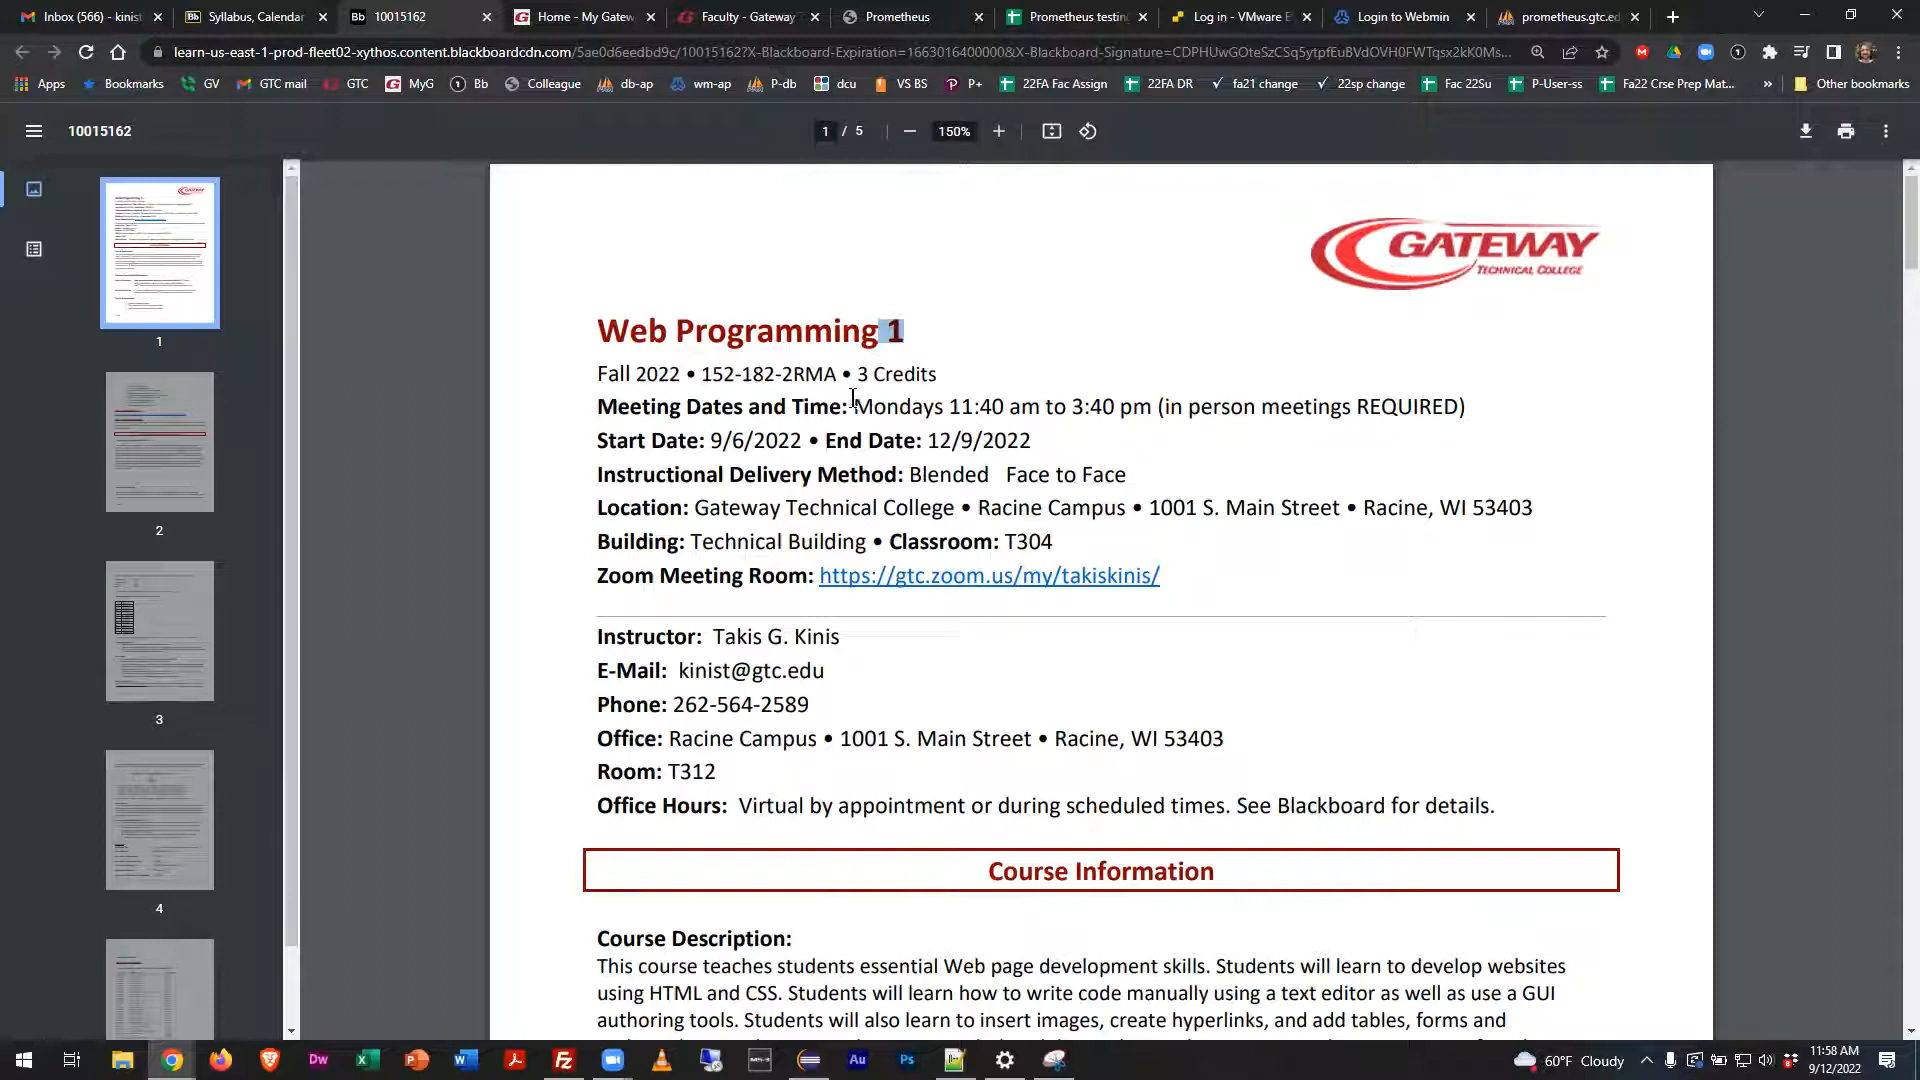 Inbox (566) - kinist
Syllabus, Calendar
10015162
Home - My Gatew
Faculty - Gateway
Prometheus
Prometheus testin
Log in - VMware E
Login to Webmin
prometheus.gtc.ed
learn-us-east-1-prod-fleet02-xythos.content.blackboardcdn.com/5ae0d6eedbd9c/10015162?X-Blackboard-Expiration=1663016400000&X-Blackboard-Signature=CDPHUwGOteSzCSq5ytpfEuBVdOVH0FWTqsx2kK0Ms...
Apps Bookmarks GV GTC mail GTC MyG Bb Colleague db-ap wm-ap P-db dcu VS BS P+ 22FA Fac Assign 22FA DR fa21 change 22sp change Fac 22Su P-User-ss Fa22 Crse Prep Mat... » Other bookmarks
10015162
1 / 5
150%
GATEWAY
TECHNICAL COLLEGE
Web Programming 1
Fall 2022 • 152-182-2RMA • 3 Credits
Meeting Dates and Time: Mondays 11:40 am to 3:40 pm (in person meetings REQUIRED)
Start Date: 9/6/2022 • End Date: 12/9/2022
Instructional Delivery Method: Blended Face to Face
Location: Gateway Technical College • Racine Campus • 1001 S. Main Street • Racine, WI 53403
Building: Technical Building • Classroom: T304
Zoom Meeting Room: https://gtc.zoom.us/my/takiskinis/
Instructor: Takis G. Kinis
E-Mail: kinist@gtc.edu
Phone: 262-564-2589
Office: Racine Campus • 1001 S. Main Street • Racine, WI 53403
Room: T312
Office Hours: Virtual by appointment or during scheduled times. See Blackboard for details.
Course Information
Course Description:
This course teaches students essential Web page development skills. Students will learn to develop websites
using HTML and CSS. Students will learn how to write code manually using a text editor as well as use a GUI
authoring tools. Students will also learn to insert images, create hyperlinks, and add tables, forms and
1
2
3
4
60°F Cloudy
11:58 AM
9/12/2022